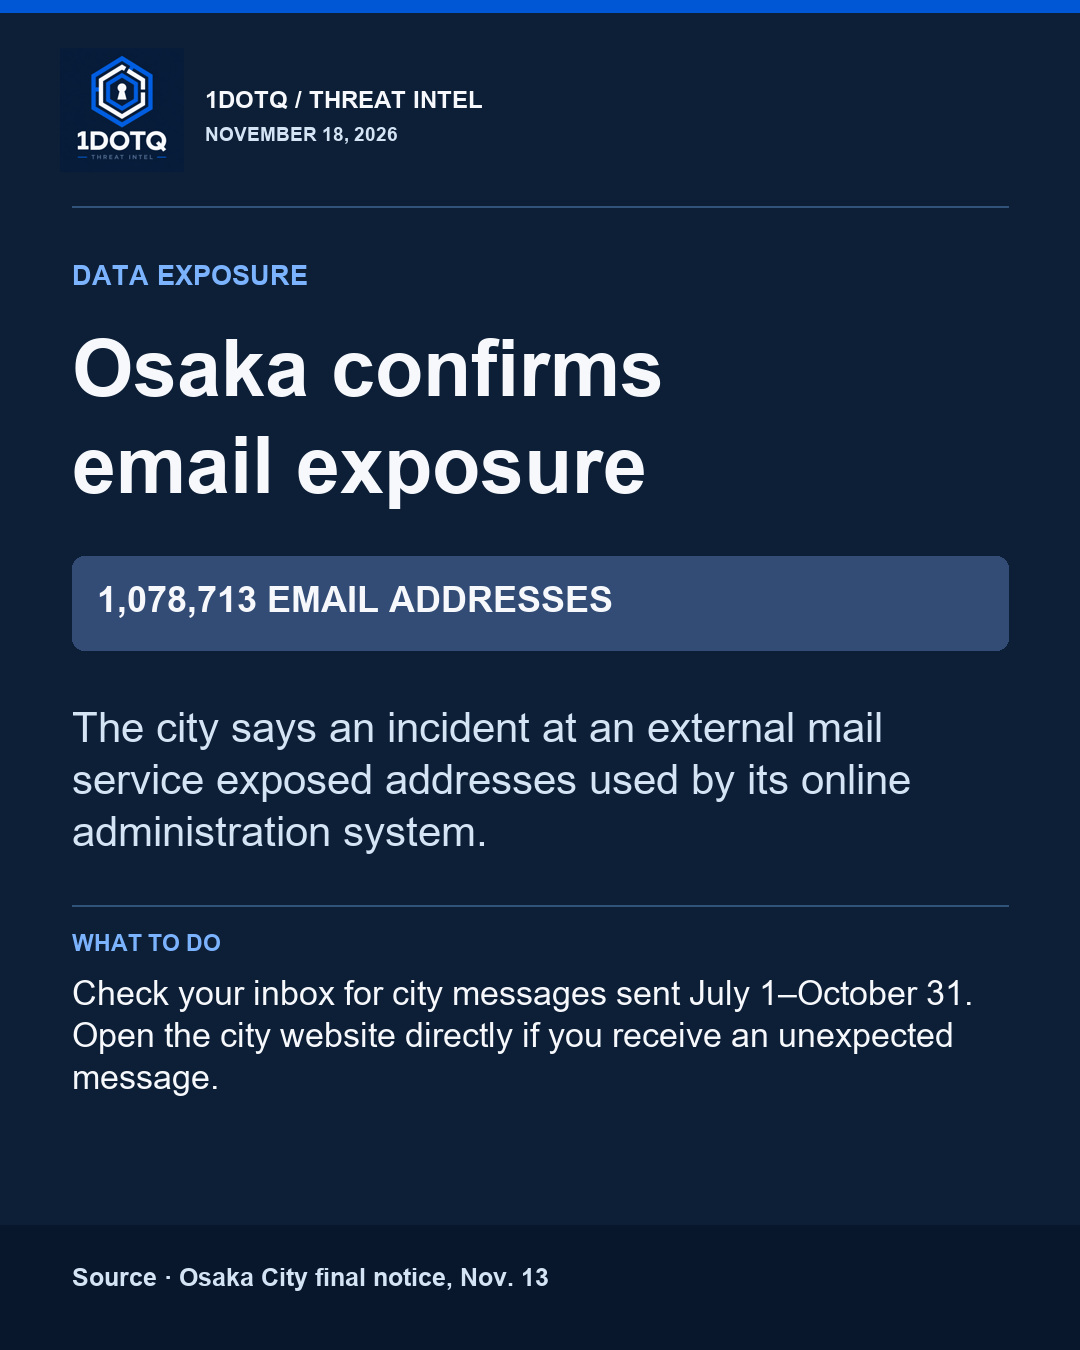 1DOTQ
THREAT INTEL
1DOTQ / THREAT INTEL
NOVEMBER 18, 2026
DATA EXPOSURE
Osaka confirms
email exposure
1,078,713 EMAIL ADDRESSES
The city says an incident at an external mail
service exposed addresses used by its online
administration system.
WHAT TO DO
Check your inbox for city messages sent July 1–October 31.
Open the city website directly if you receive an unexpected
message.
Source · Osaka City final notice, Nov. 13